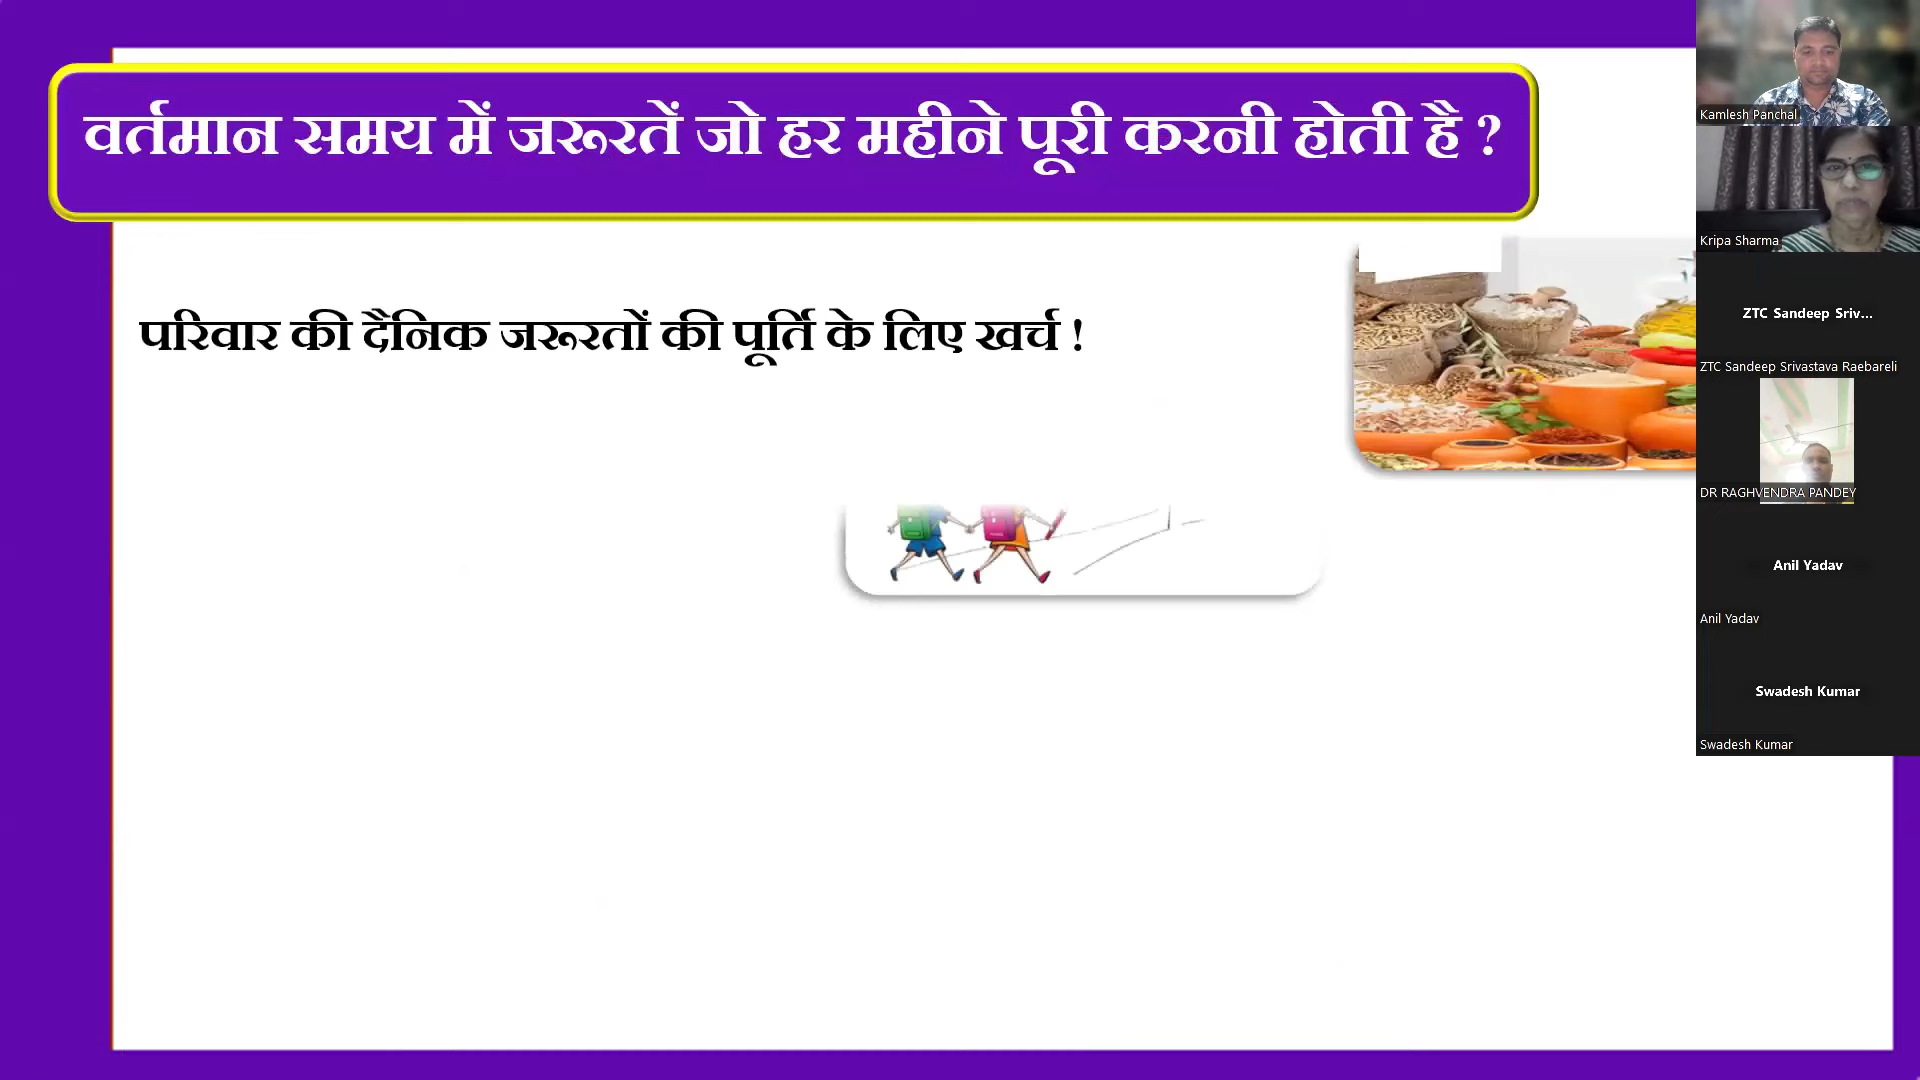 वर्तमान समय में जरूरतें जो हर महीने पूरी करनी होती है ?
परिवार की दैनिक जरूरतों की पूर्ति के लिए खर्च !
Kamlesh Panchal
Kripa Sharma
ZTC Sandeep Sriv...
ZTC Sandeep Srivastava Raebareli
DR RAGHVENDRA PANDEY
Anil Yadav
Anil Yadav
Swadesh Kumar
Swadesh Kumar